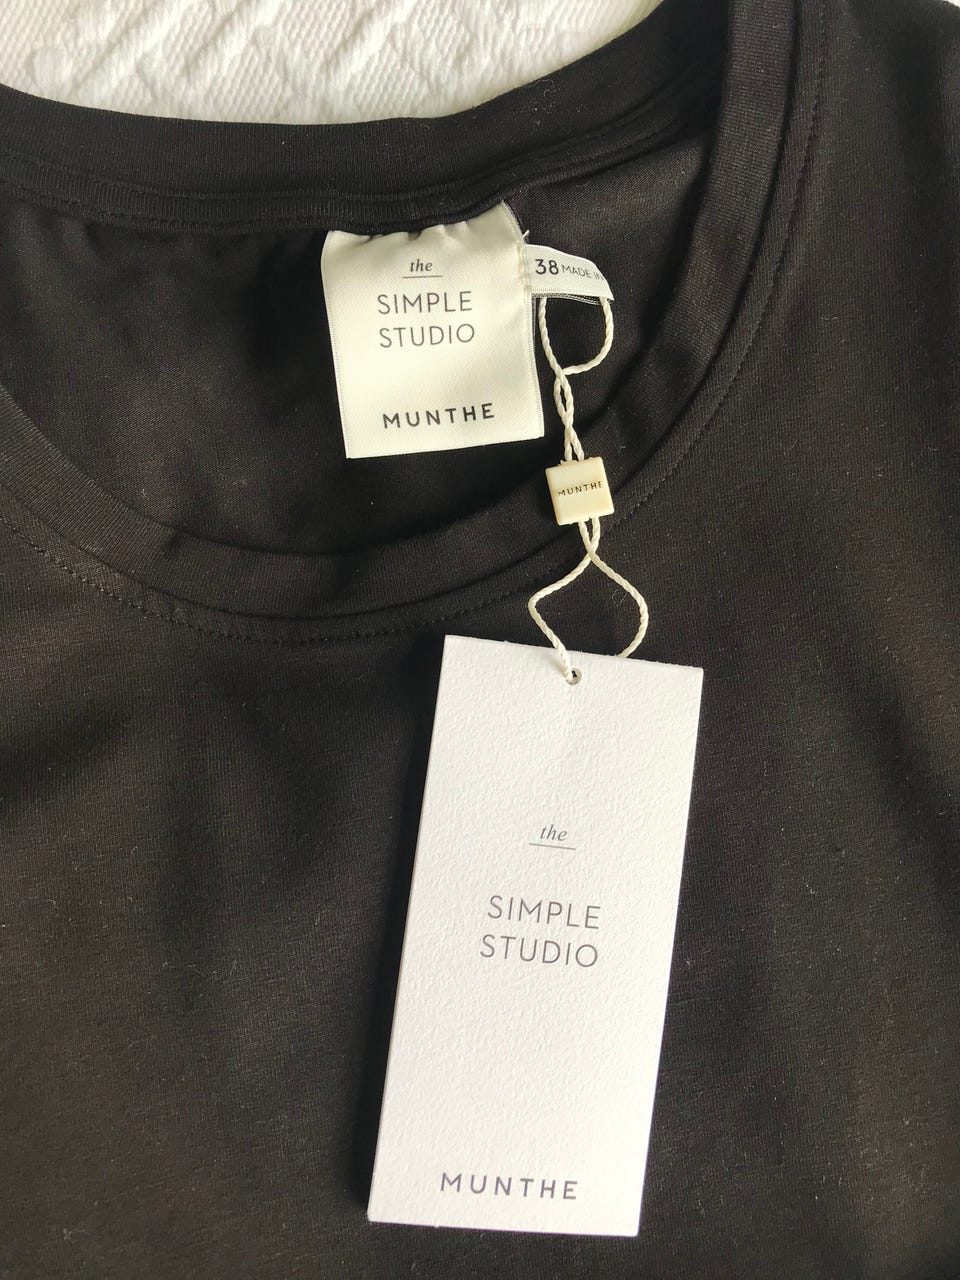 the
SIMPLE
STUDIO
MUNTHE
38 MADE IN
MUNTHE
the
SIMPLE
STUDIO
MUNTHE